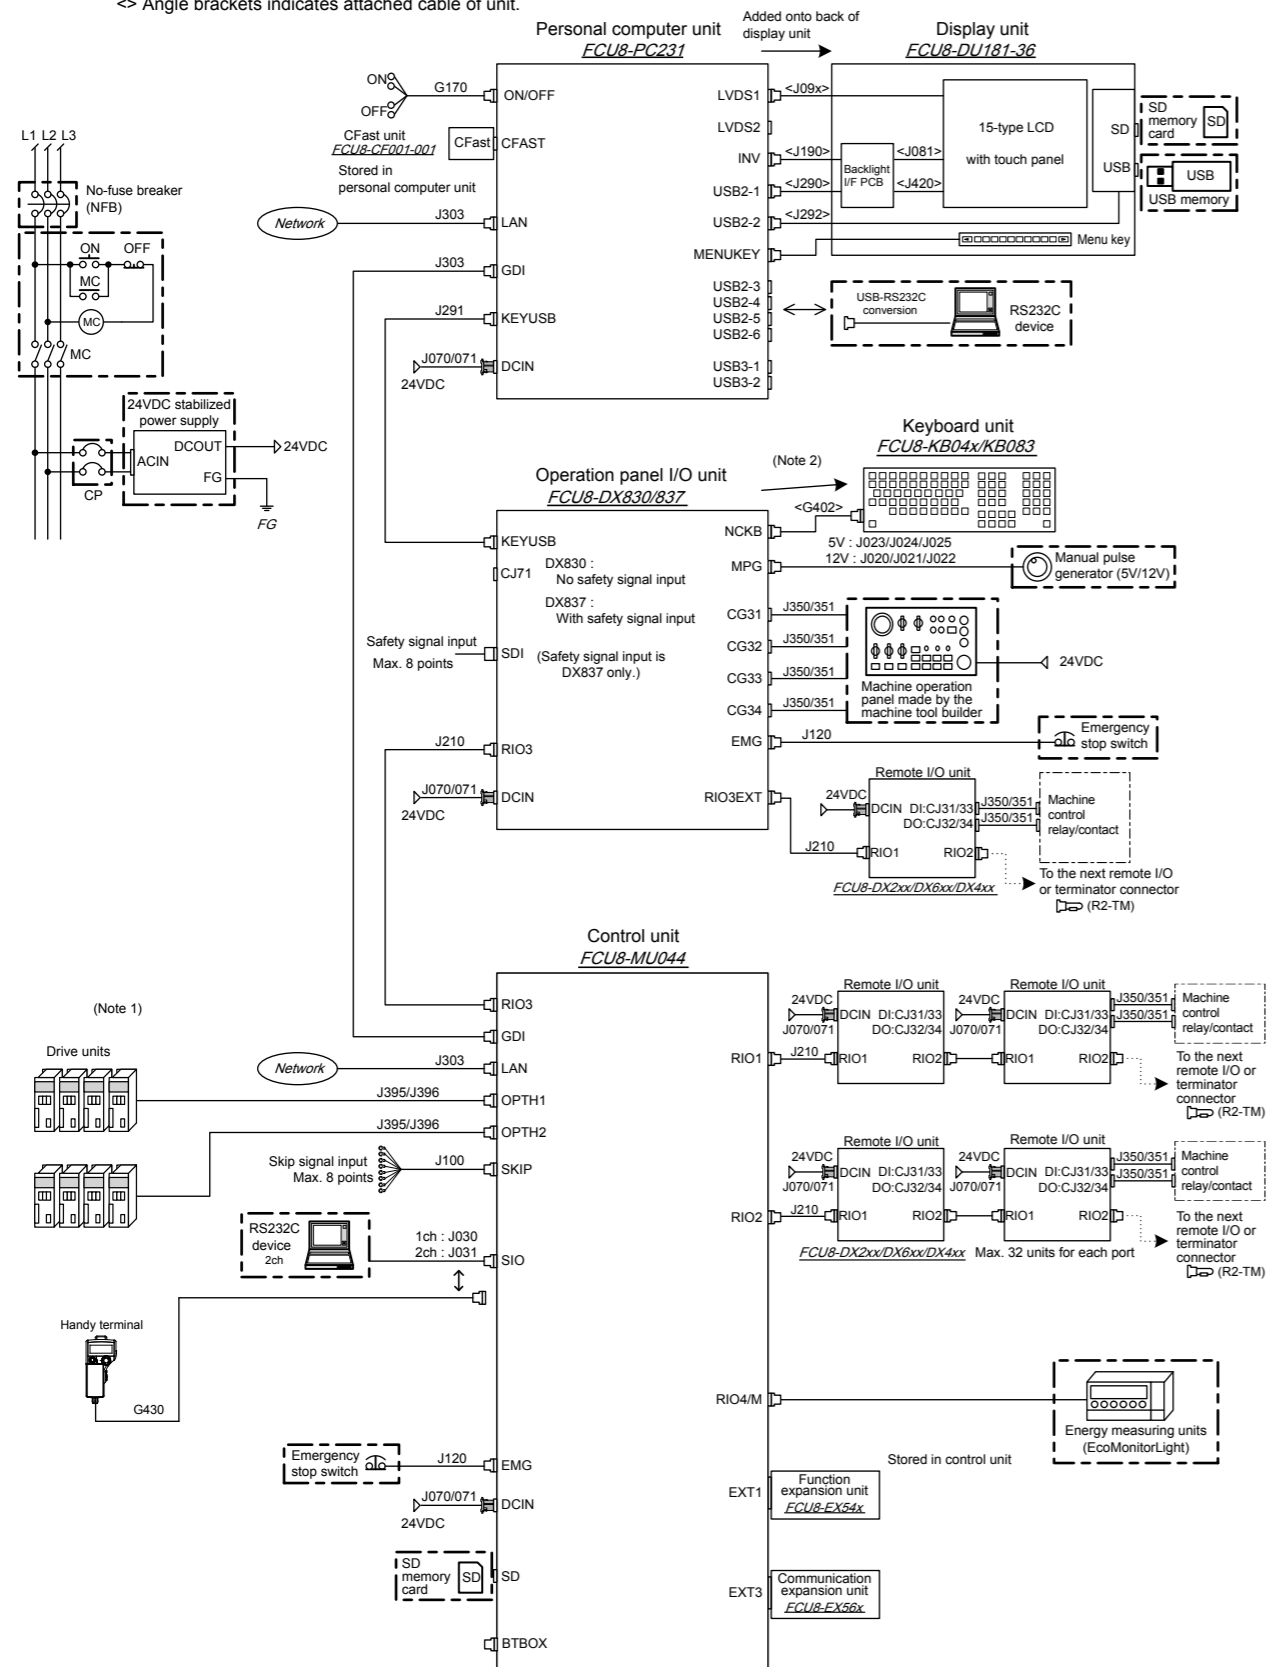 <> Angle brackets indicates attached cable of unit.
Personal computer unit
FCU8-PC231
Added onto back of
display unit
Display unit
FCU8-DU181-36
ON
OFF
G170
ON/OFF
CFast unit
FCU8-CF001-001
Stored in
personal computer unit
CFast
CFAST
Network
J303
LAN
J303
GDI
J291
KEYUSB
J070/071
24VDC
DCIN
LVDS1
LVDS2
INV
USB2-1
USB2-2
MENUKEY
USB2-3
USB2-4
USB2-5
USB2-6
USB3-1
USB3-2
<J09x>
<J190>
<J290>
<J292>
Backlight
I/F PCB
<J081>
<J420>
15-type LCD
with touch panel
SD
USB
Menu key
SD
memory
card
SD
USB
USB memory
USB-RS232C
conversion
RS232C
device
L1 L2 L3
No-fuse breaker
(NFB)
ON
OFF
MC
MC
MC
24VDC stabilized
power supply
DCOUT
ACIN
FG
24VDC
FG
CP
Operation panel I/O unit
FCU8-DX830/837
(Note 2)
Keyboard unit
FCU8-KB04x/KB083
KEYUSB
CJ71
DX830 :
No safety signal input
DX837 :
With safety signal input
Safety signal input
Max. 8 points
SDI
(Safety signal input is
DX837 only.)
J210
RIO3
J070/071
24VDC
DCIN
NCKB
<G402>
MPG
5V : J023/J024/J025
12V : J020/J021/J022
Manual pulse
generator (5V/12V)
CG31
J350/351
CG32
J350/351
CG33
J350/351
CG34
J350/351
Machine operation
panel made by the
machine tool builder
24VDC
EMG
J120
Emergency
stop switch
RIO3EXT
J210
Remote I/O unit
24VDC
DCIN
DI:CJ31/33
DO:CJ32/34
RIO1
RIO2
J350/351
J350/351
Machine
control
relay/contact
FCU8-DX2xx/DX6xx/DX4xx
To the next remote I/O
or terminator connector
(R2-TM)
Control unit
FCU8-MU044
(Note 1)
Drive units
RIO3
GDI
Network
J303
LAN
J395/J396
OPTH1
J395/J396
OPTH2
Skip signal input
Max. 8 points
J100
SKIP
RS232C
device
2ch
1ch : J030
2ch : J031
SIO
Handy terminal
G430
Emergency
stop switch
J120
EMG
J070/071
24VDC
DCIN
SD
memory
card
SD
SD
BTBOX
RIO1
J210
Remote I/O unit
24VDC
J070/071
DCIN
DI:CJ31/33
DO:CJ32/34
RIO1
RIO2
Remote I/O unit
24VDC
J070/071
DCIN
DI:CJ31/33
DO:CJ32/34
RIO1
RIO2
J350/351
J350/351
Machine
control
relay/contact
To the next
remote I/O or
terminator
connector
(R2-TM)
RIO2
J210
Remote I/O unit
24VDC
J070/071
DCIN
DI:CJ31/33
DO:CJ32/34
RIO1
RIO2
Remote I/O unit
24VDC
J070/071
DCIN
DI:CJ31/33
DO:CJ32/34
RIO1
RIO2
J350/351
J350/351
Machine
control
relay/contact
To the next
remote I/O or
terminator
connector
(R2-TM)
FCU8-DX2xx/DX6xx/DX4xx
Max. 32 units for each port
RIO4/M
Energy measuring units
(EcoMonitorLight)
Stored in control unit
EXT1
Function
expansion unit
FCU8-EX54x
EXT3
Communication
expansion unit
FCU8-EX56x